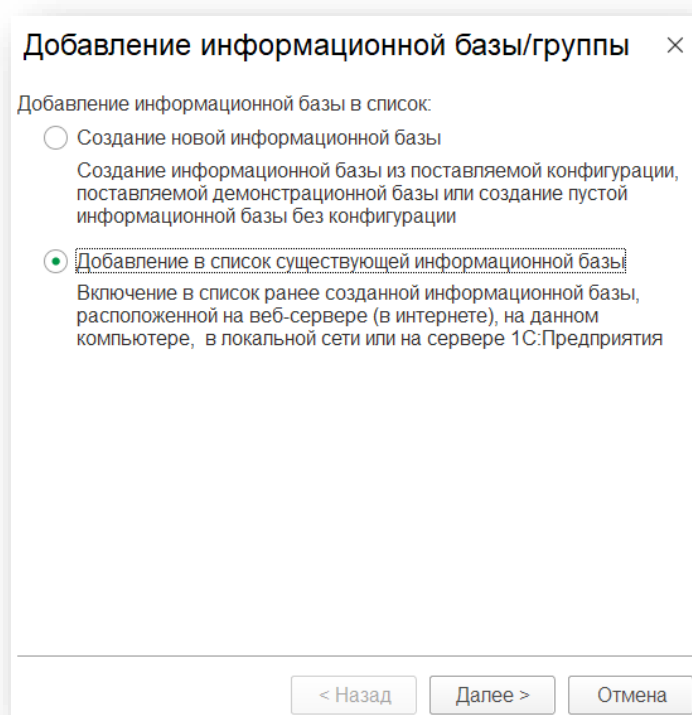 Добавление информационной базы/группы
Добавление информационной базы в список:
Создание новой информационной базы
Создание информационной базы из поставляемой конфигурации,
поставляемой демонстрационной базы или создание пустой
информационной базы без конфигурации
Добавление в список существующей информационной базы
Включение в список ранее созданной информационной базы,
расположенной на веб-сервере (в интернете), на данном
компьютере, в локальной сети или на сервере 1С:Предприятия
< Назад Далее > Отмена